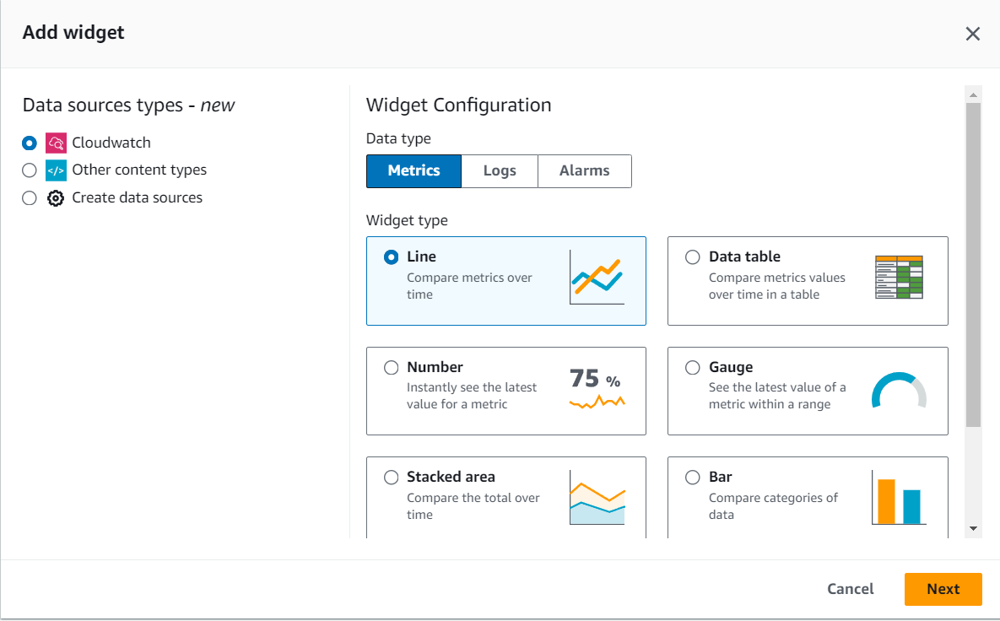 Add widget
Data sources types - new
Cloudwatch
</> Other content types
Create data sources
Widget Configuration
Data type
Metrics Logs Alarms
Widget type
Line
Compare metrics over
time
Data table
Compare metrics values
over time in a table
Number
Instantly see the latest
value for a metric
75 %
Gauge
See the latest value of a
metric within a range
Stacked area
Compare the total over
time
Bar
Compare categories of
data
Cancel Next